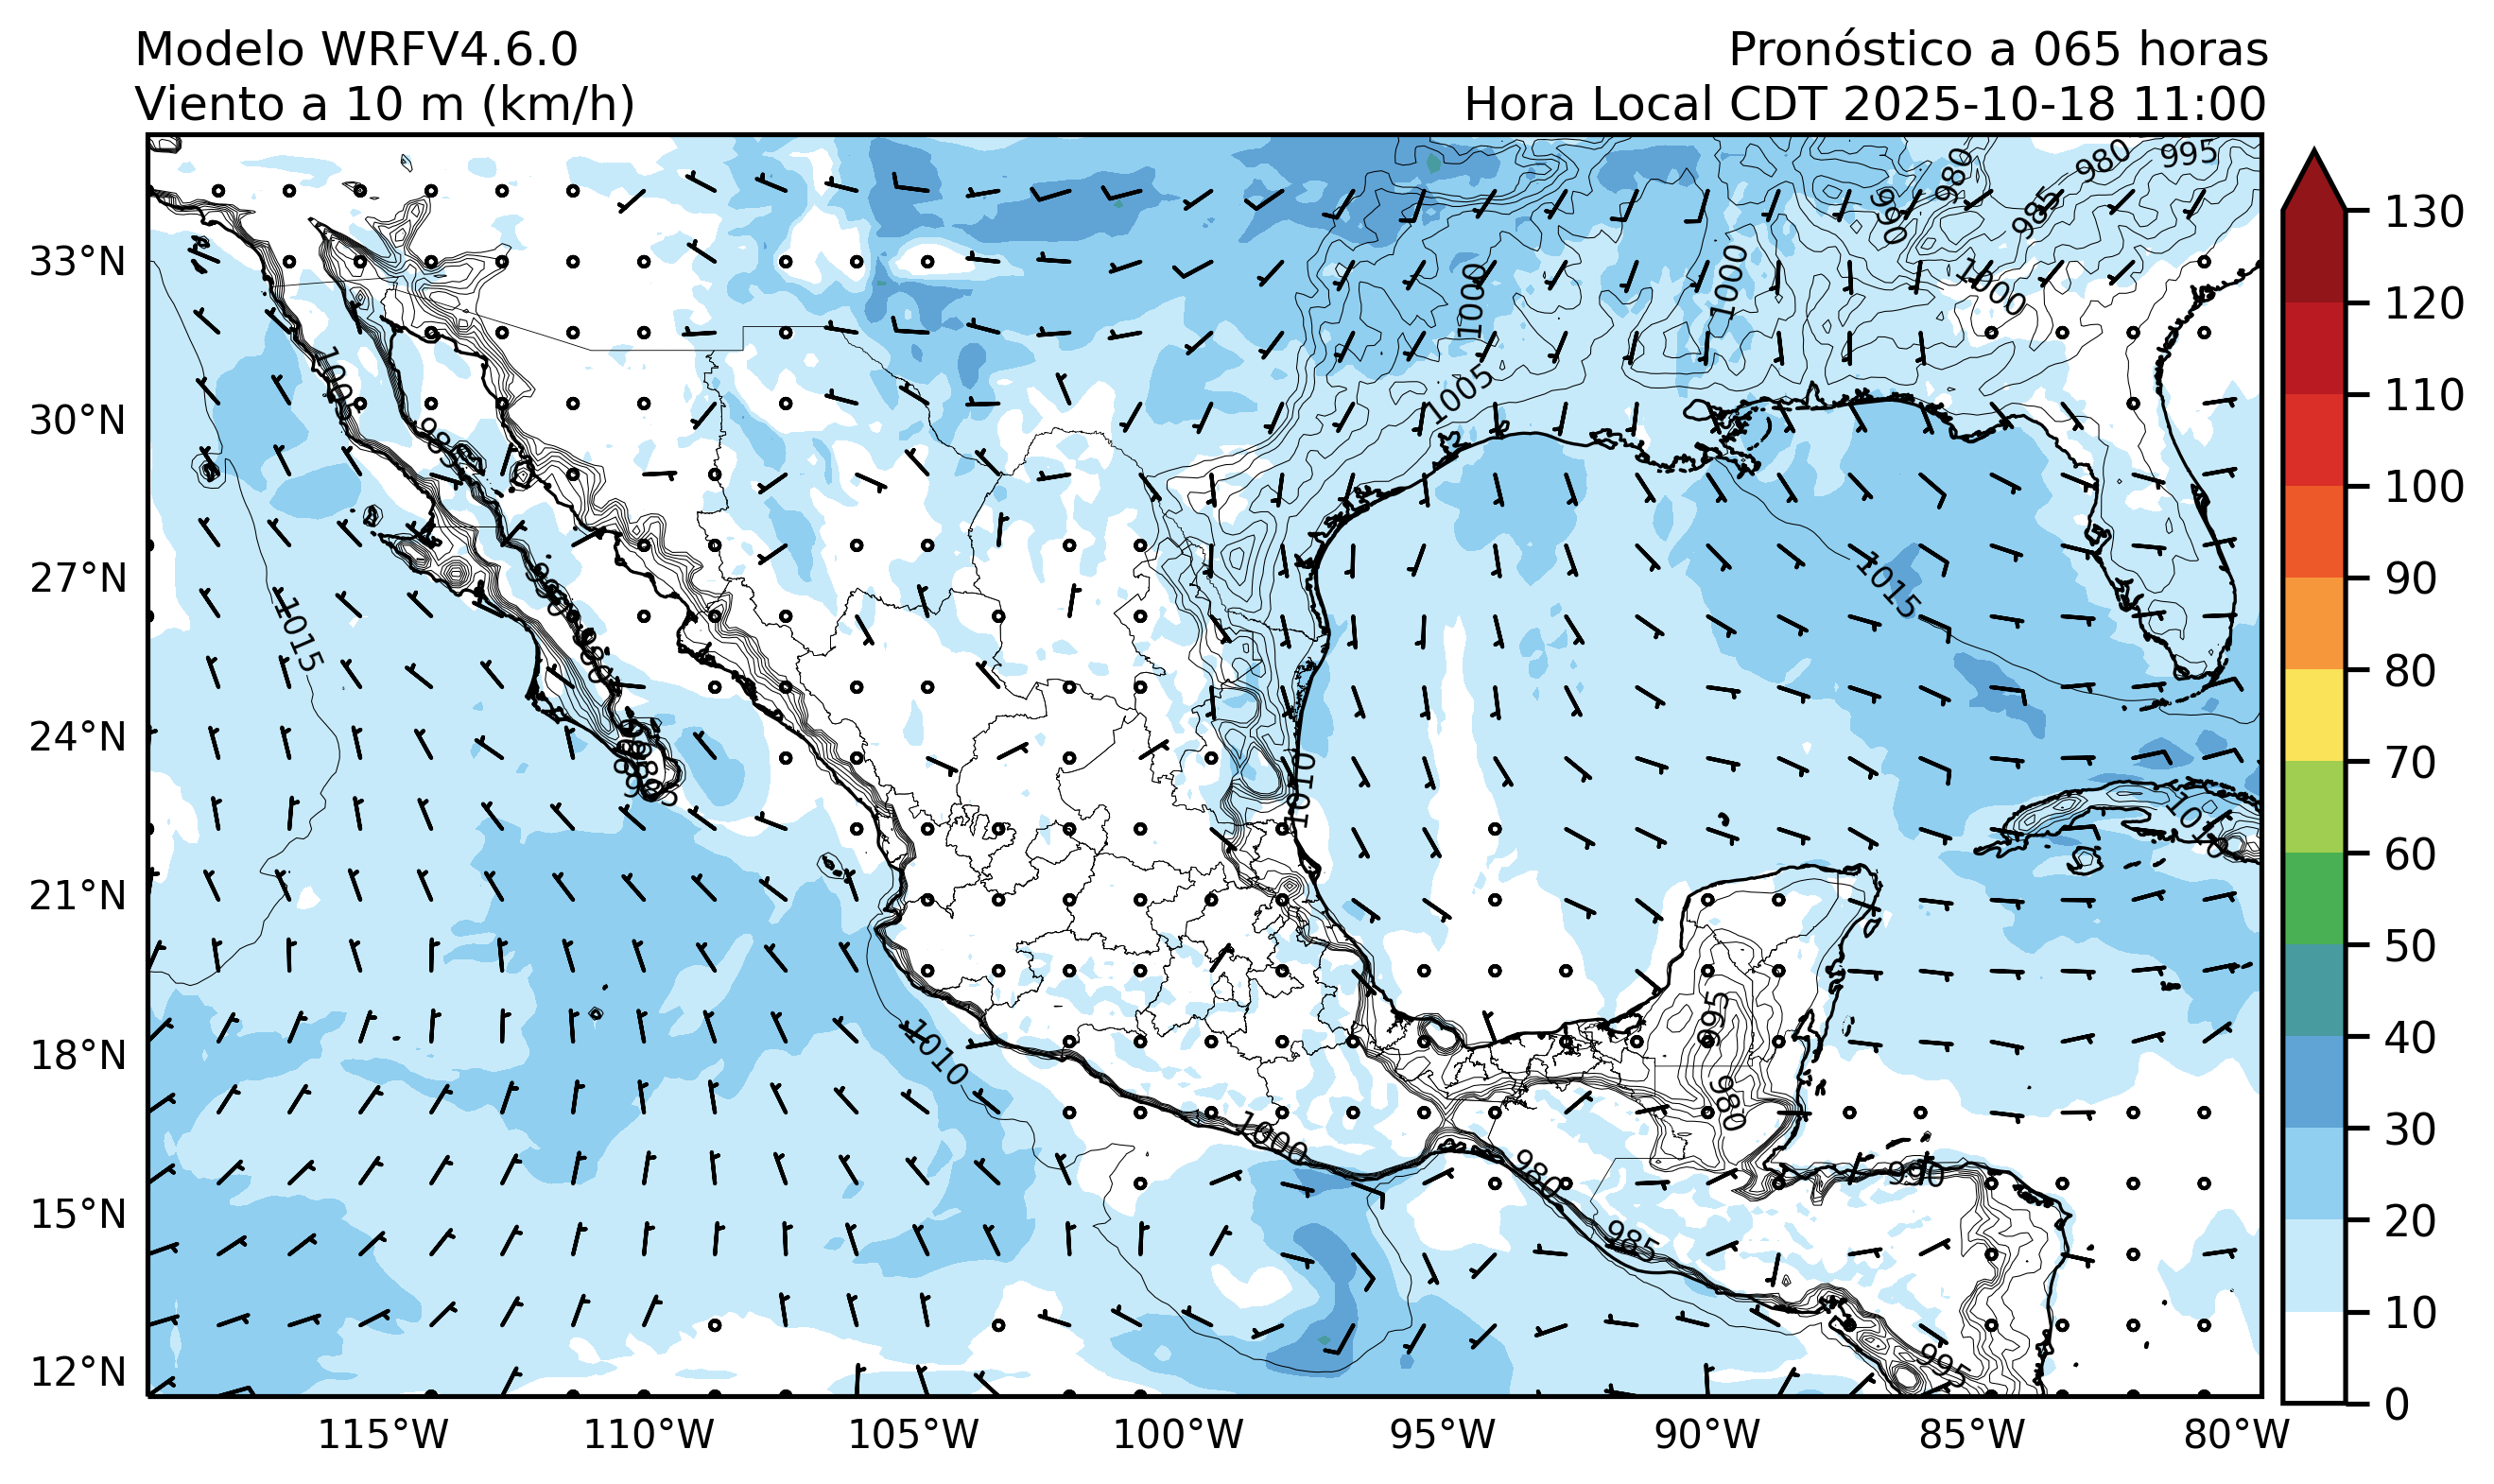 Modelo WRFV4.6.0
Pronóstico a 065 horas
Viento a 10 m (km/h)
Hora Local CDT 2025-10-18 11:00
33°N
30°N
27°N
24°N
21°N
18°N
15°N
12°N
115°W
110°W
105°W
100°W
95°W
90°W
85°W
80°W
130
120
110
100
90
80
70
60
50
40
30
20
10
0
980
995
980
960
985
1000
1000
1000
1005
1015
1015
1010
1010
1010
995
980
1000
980
990
985
995